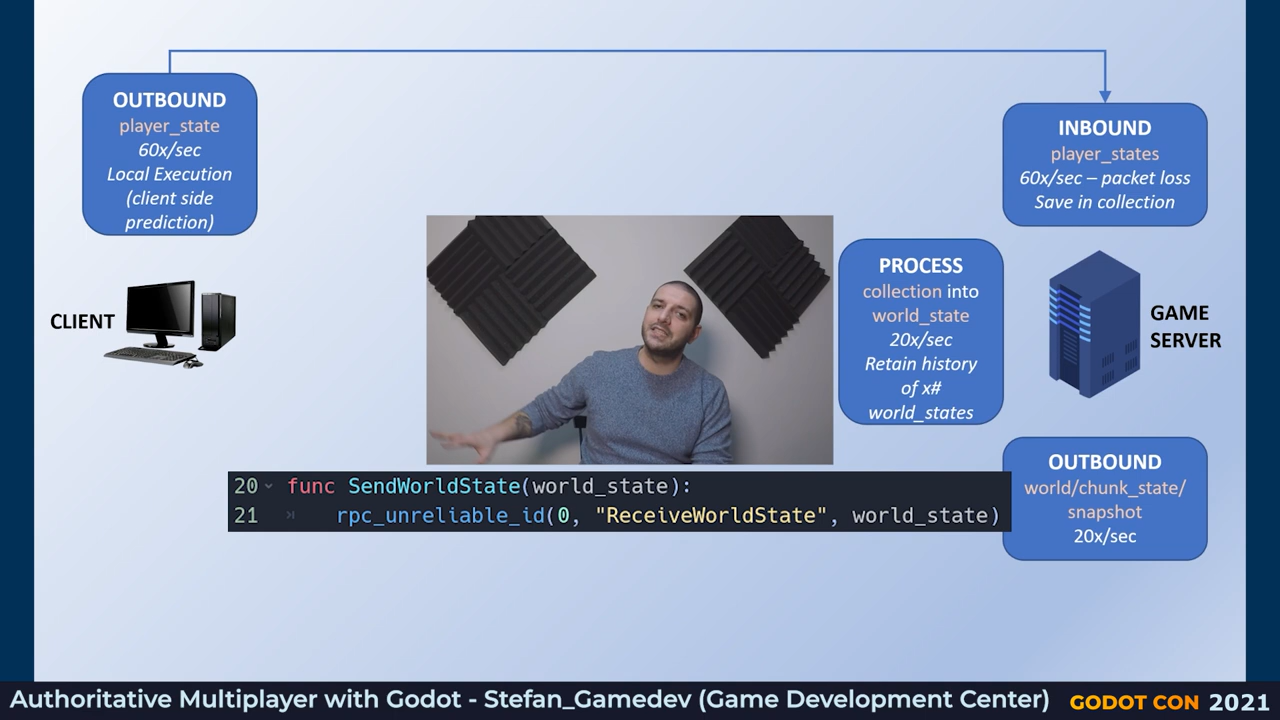 OUTBOUND
player_state
60x/sec
Local Execution
(client side
prediction)
INBOUND
player_states
60x/sec – packet loss
Save in collection
PROCESS
collection into
world_state
20x/sec
Retain history
of x#
world_states
CLIENT
GAME
SERVER
OUTBOUND
world/chunk_state/
snapshot
20x/sec
20 func SendWorldState(world_state):
21 rpc_unreliable_id(0, "ReceiveWorldState", world_state)
Authoritative Multiplayer with Godot - Stefan_Gamedev (Game Development Center) GODOT CON 2021